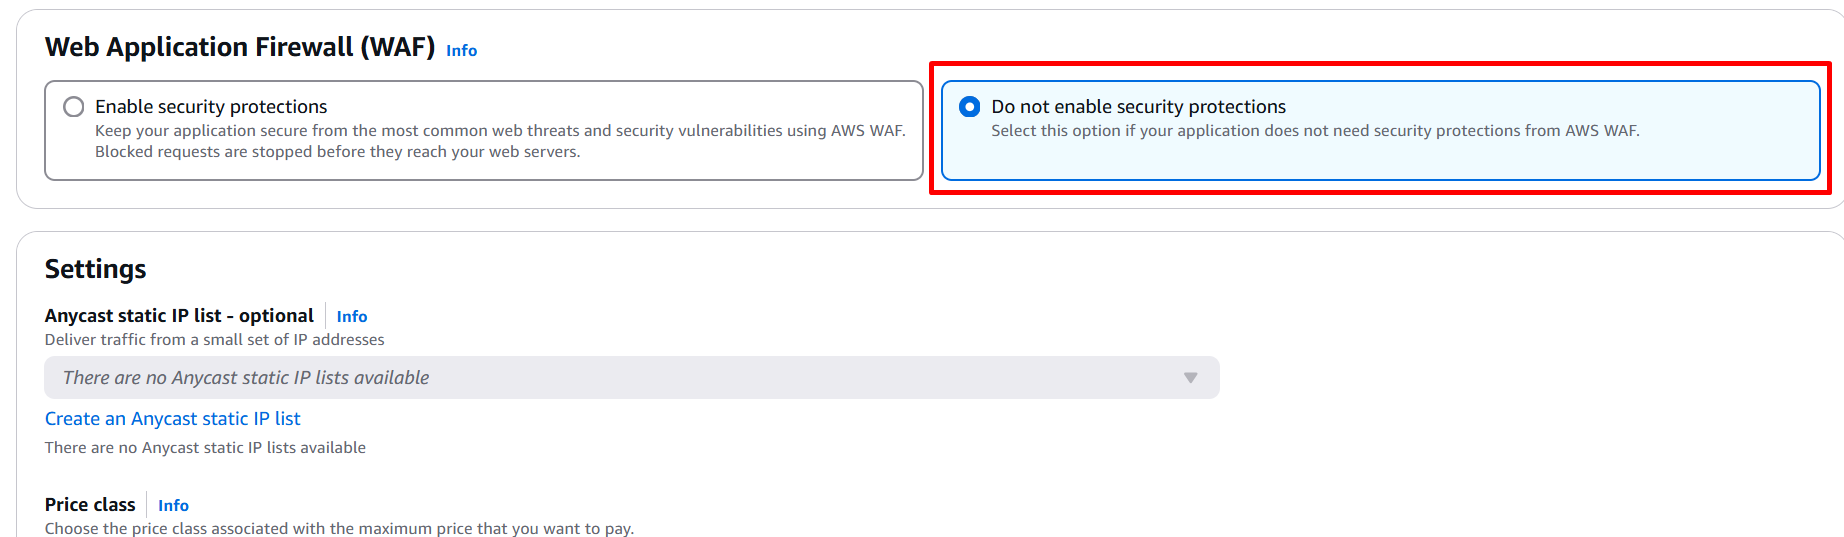 Web Application Firewall (WAF) Info
Enable security protections
Keep your application secure from the most common web threats and security vulnerabilities using AWS WAF.
Blocked requests are stopped before they reach your web servers.
Do not enable security protections
Select this option if your application does not need security protections from AWS WAF.
Settings
Anycast static IP list - optional Info
Deliver traffic from a small set of IP addresses
There are no Anycast static IP lists available
Create an Anycast static IP list
There are no Anycast static IP lists available
Price class Info
Choose the price class associated with the maximum price that you want to pay.